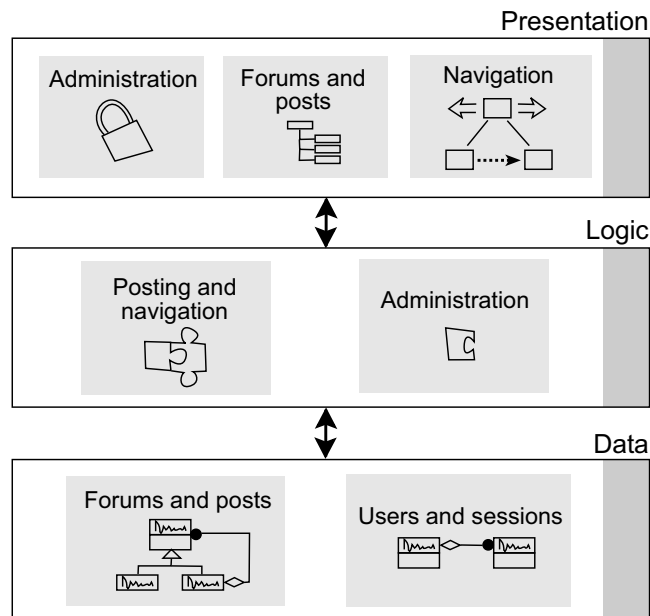 Presentation
Administration
Forums and
posts
Navigation
Logic
Posting and
navigation
Administration
Data
Forums and posts
Users and sessions